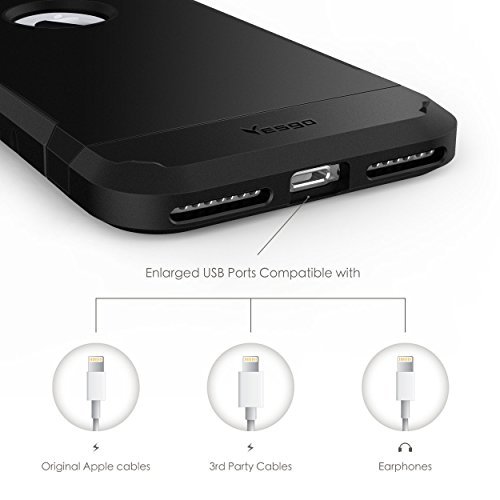 Yesgo
Enlarged USB Ports Compatible with
Original Apple cables
3rd Party Cables
Earphones